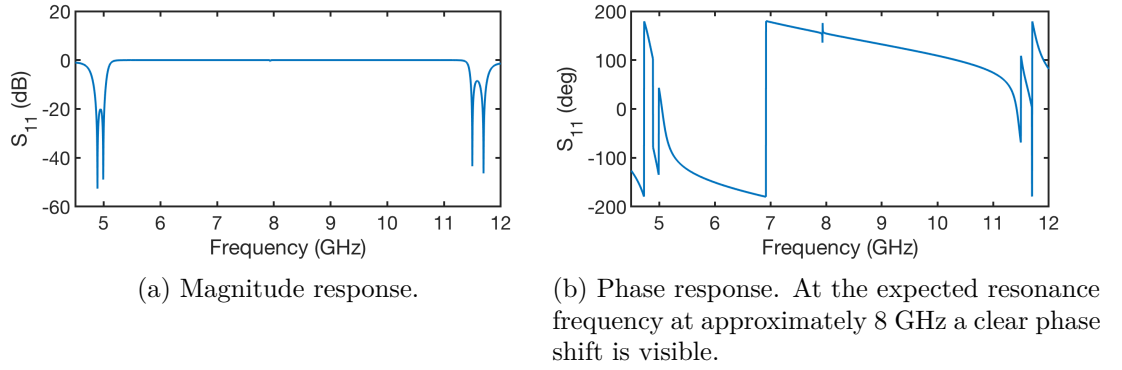 20
0
-20
-40
-60
S11 (dB)
5 6 7 8 9 10 11 12
Frequency (GHz)
(a) Magnitude response.
200
100
0
-100
-200
S11 (deg)
5 6 7 8 9 10 11 12
Frequency (GHz)
(b) Phase response. At the expected resonance
frequency at approximately 8 GHz a clear phase
shift is visible.